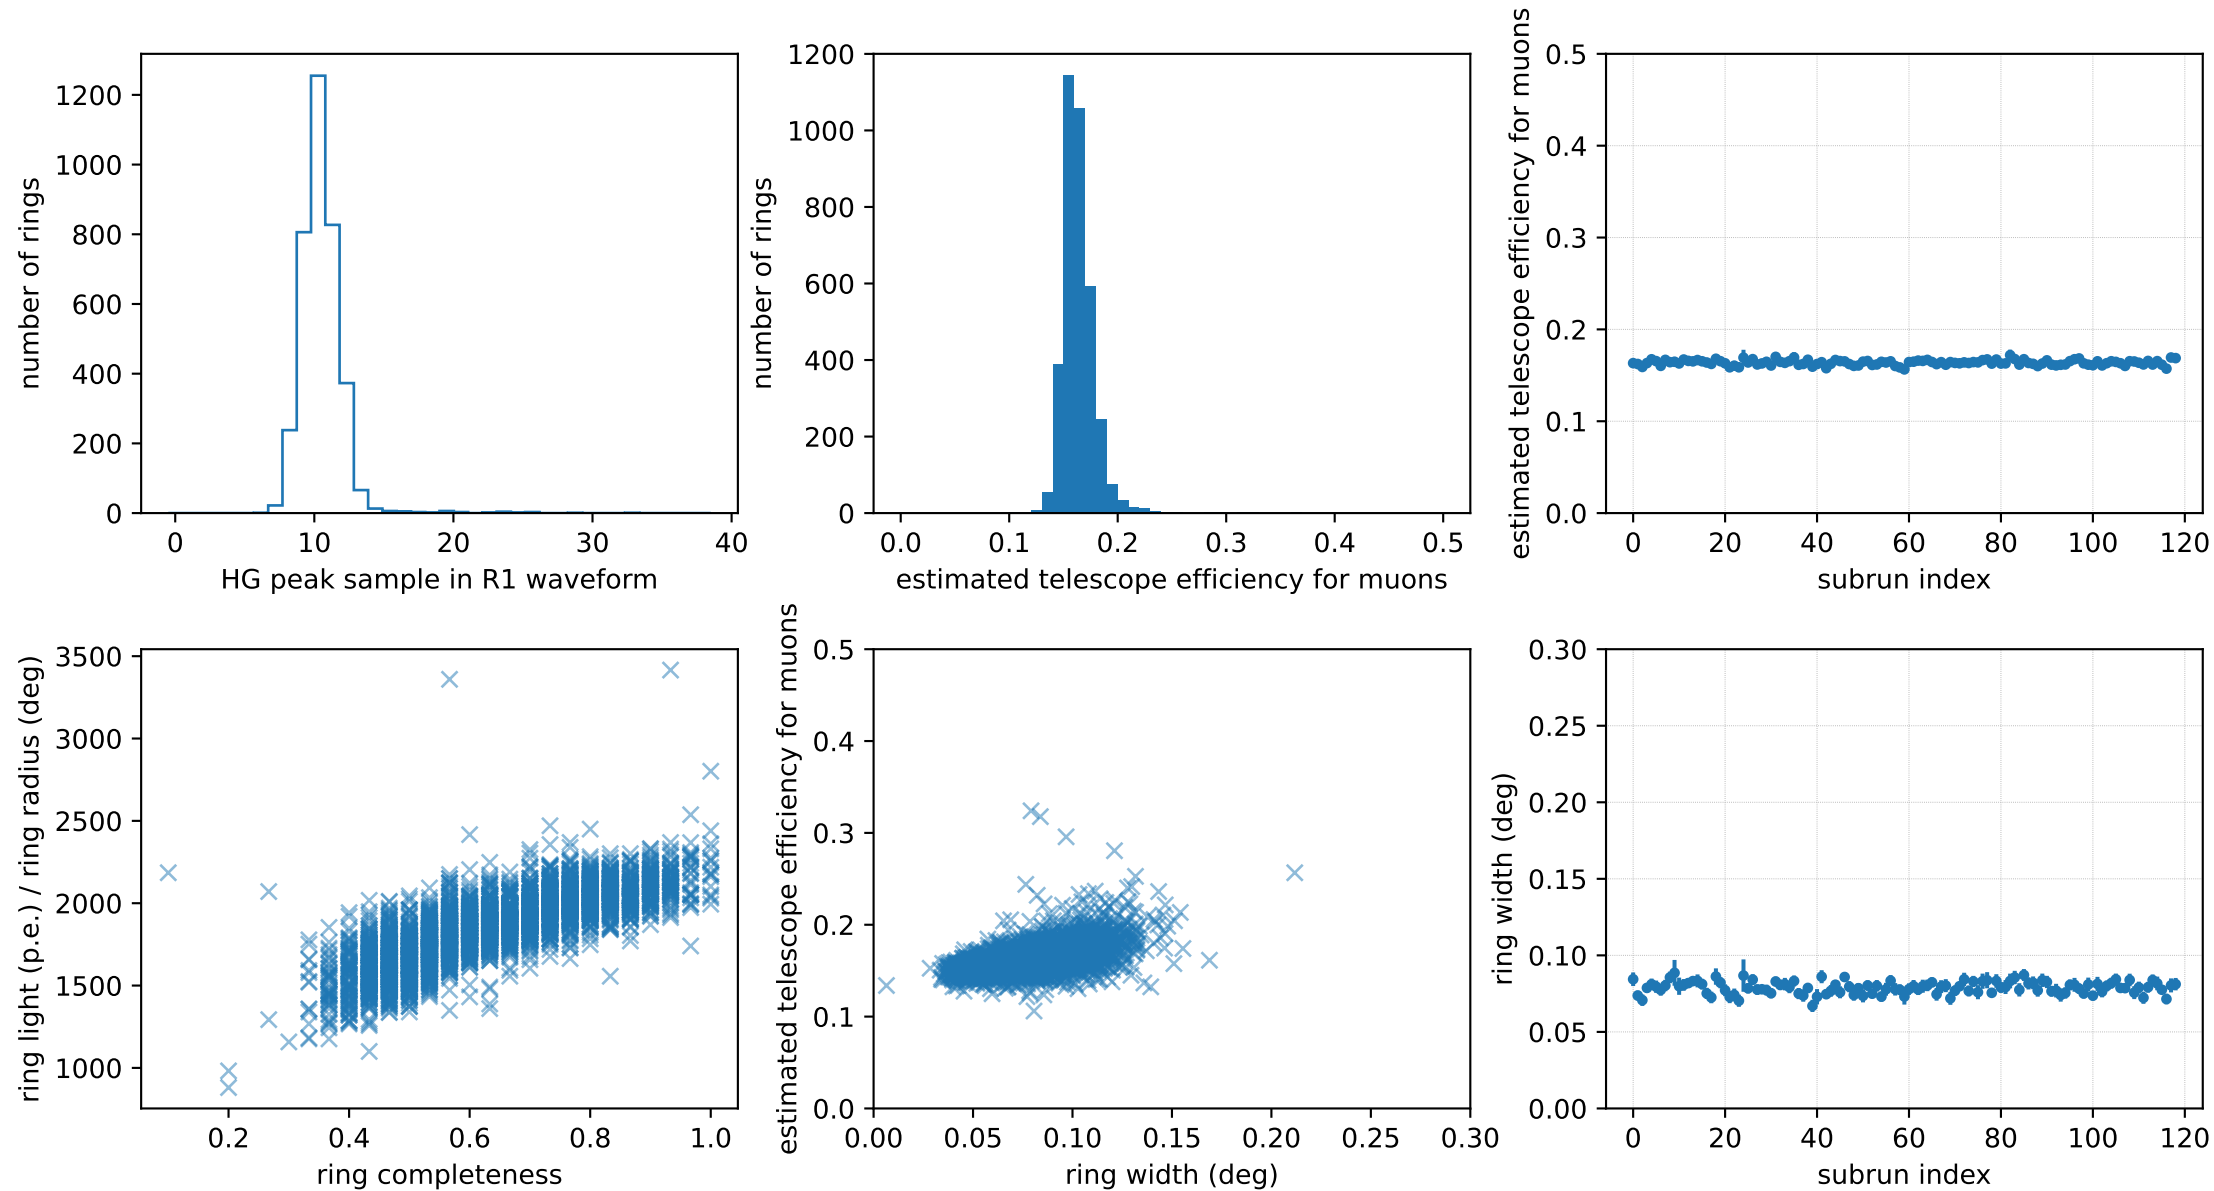 number of rings
1200
1000
800
600
400
200
0
0 10 20 30 40
HG peak sample in R1 waveform
number of rings
1200
1000
800
600
400
200
0
0.0 0.1 0.2 0.3 0.4 0.5
estimated telescope efficiency for muons
estimated telescope efficiency for muons
0.5
0.4
0.3
0.2
0.1
0.0
0 20 40 60 80 100 120
subrun index
ring light (p.e.) / ring radius (deg)
3500
3000
2500
2000
1500
1000
0.2 0.4 0.6 0.8 1.0
ring completeness
estimated telescope efficiency for muons
0.5
0.4
0.3
0.2
0.1
0.0
0.00 0.05 0.10 0.15 0.20 0.25 0.30
ring width (deg)
ring width (deg)
0.30
0.25
0.20
0.15
0.10
0.05
0.00
0 20 40 60 80 100 120
subrun index